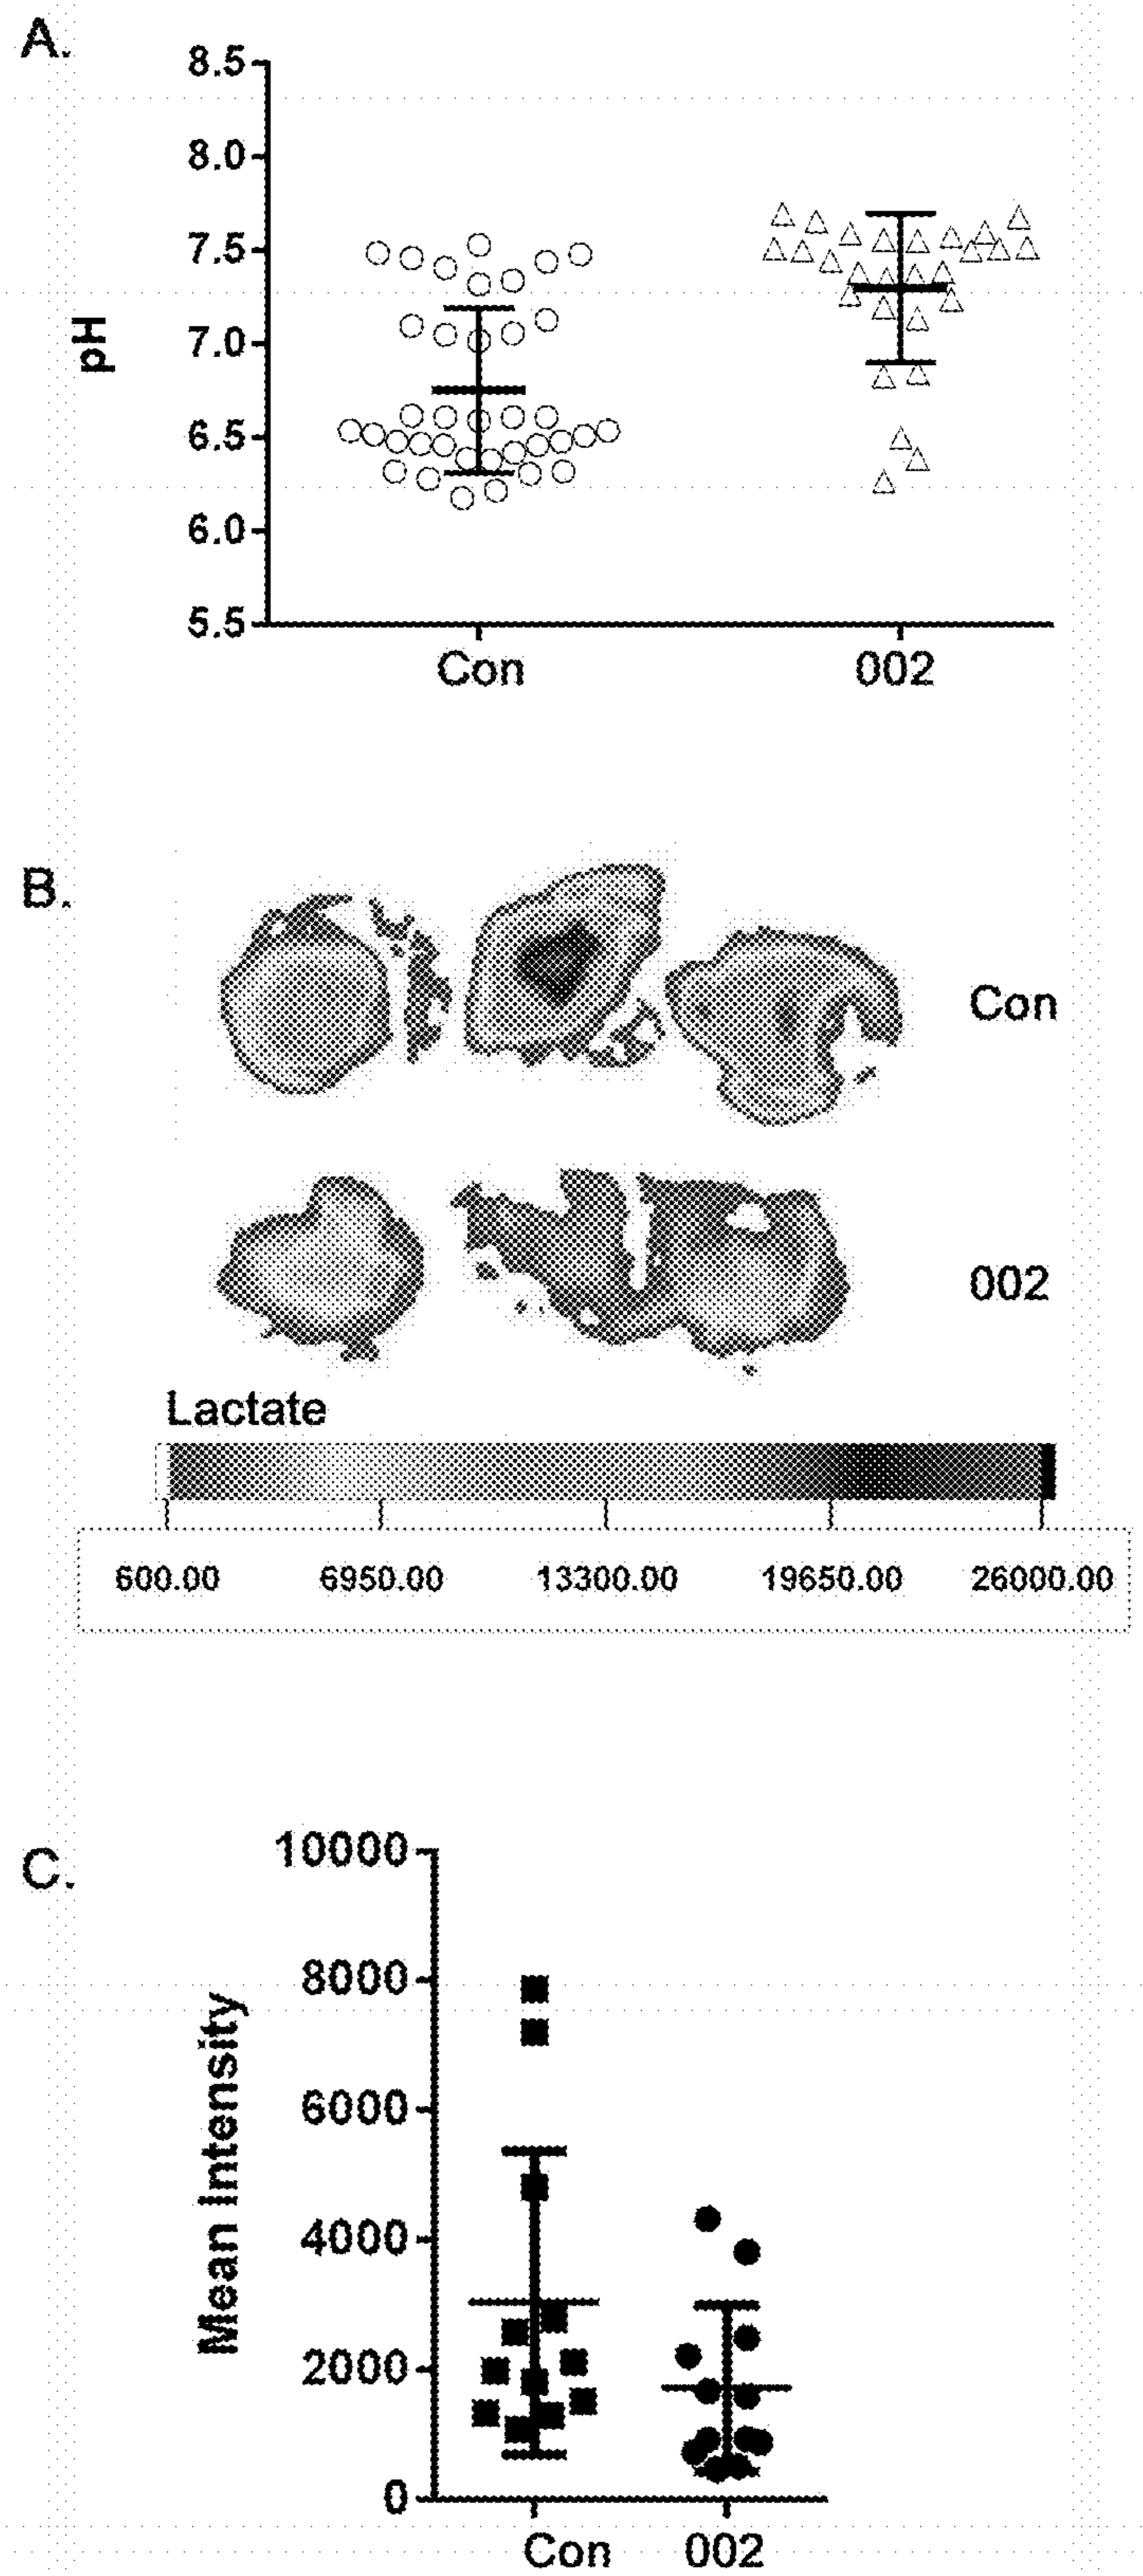 A.
8.5
8.0
7.5
7.0
6.5
6.0
5.5
pH
Con 002
B.
Con
002
Lactate
600.00 6950.00 13300.00 19650.00 26000.00
C.
10000
8000
6000
4000
2000
0
Mean Intensity
Con 002